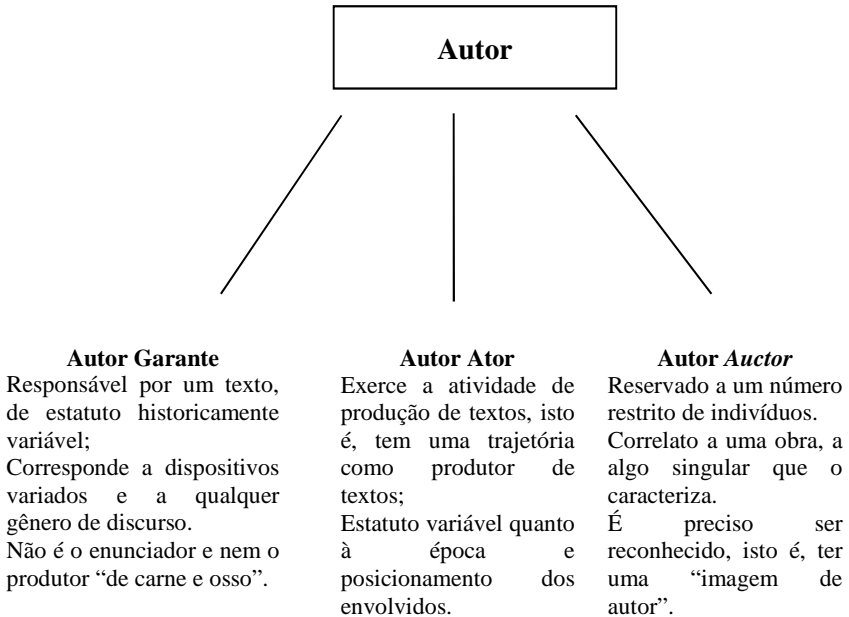 Autor
Autor Garante
Responsável por um texto,
de estatuto historicamente
variável;
Corresponde a dispositivos
variados e a qualquer
gênero de discurso.
Não é o enunciador e nem o
produtor “de carne e osso”.
Autor Ator
Exerce a atividade de
produção de textos, isto
é, tem uma trajetória
como produtor de
textos;
Estatuto variável quanto
à época e
posicionamento dos
envolvidos.
Autor Auctor
Reservado a um número
restrito de indivíduos.
Correlato a uma obra, a
algo singular que o
caracteriza.
É preciso ser
reconhecido, isto é, ter
uma “imagem de
autor”.